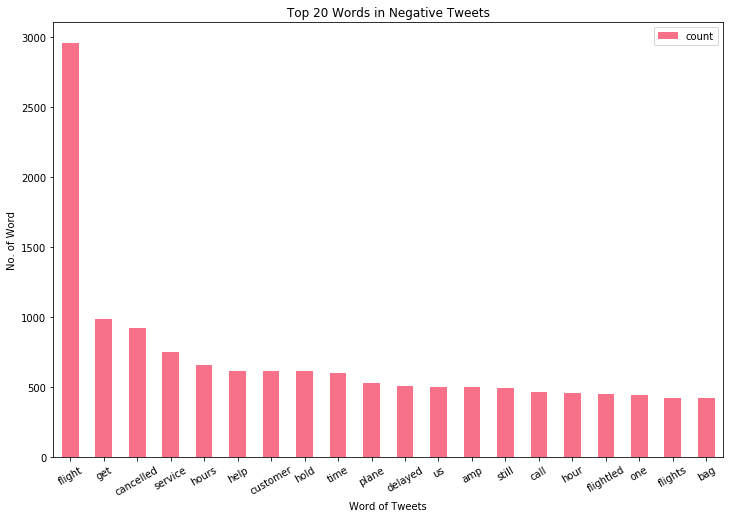 Top 20 Words in Negative Tweets
count
No. of Word
3000
2500
2000
1500
1000
500
0
flight get cancelled service hours help customer hold time plane delayed us amp still call hour flightled one flights bag
Word of Tweets